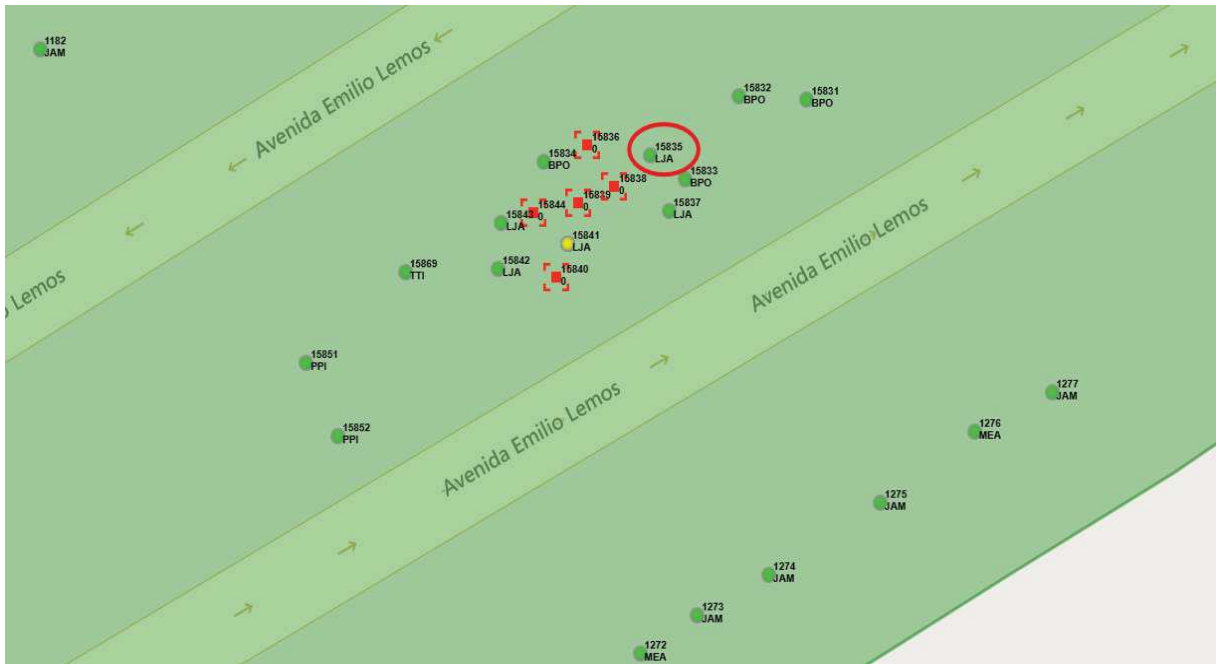 1182
JAM
Avenida Emilio Lemos
15832
BPO
15831
BPO
15836
0
15835
LJA
15834
BPO
15833
BPO
15838
0
15839
0
15844
0
15837
LJA
15843
LJA
15841
LJA
15842
LJA
15840
0
15869
TTI
Avenida Emilio Lemos
o Lemos
15851
PPI
15852
PPI
Avenida Emilio Lemos
1277
JAM
1276
MEA
1275
JAM
1274
JAM
1273
JAM
1272
MEA